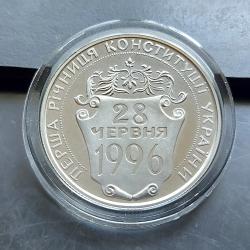 ПЕРША РІЧНИЦЯ КОНСТИТУЦІЇ УКРАЇНИ
28
ЧЕРВНЯ
1996